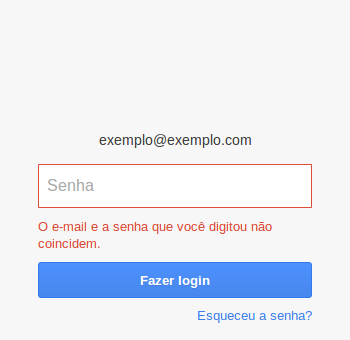 exemplo@exemplo.com
Senha
O e-mail e a senha que você digitou não
coincidem.
Fazer login
Esqueceu a senha?